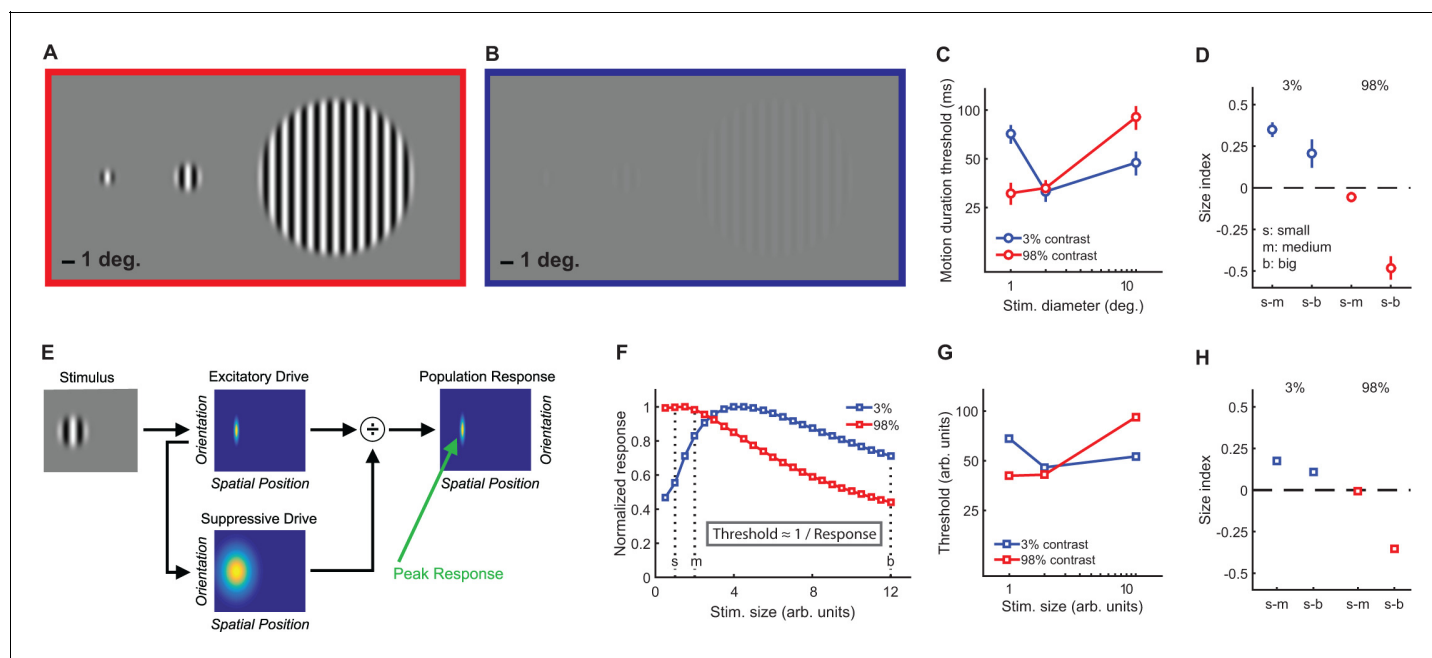 A
1 deg.
B
1 deg.
C
Motion duration threshold (ms)
100
50
25
3% contrast
98% contrast
1
10
Stim. diameter (deg.)
D
3%
98%
Size index
0.5
0.25
0
-0.25
-0.5
s: small
m: medium
b: big
s-m
s-b
s-m
s-b
E
Stimulus
Excitatory Drive
Orientation
Spatial Position
÷
Population Response
Orientation
Spatial Position
Suppressive Drive
Orientation
Spatial Position
Peak Response
F
Normalized response
1
0.8
0.6
0.4
0.2
0
3%
98%
Threshold ≈ 1 / Response
s
m
b
0
4
8
12
Stim. size (arb. units)
G
Threshold (arb. units)
100
50
25
3% contrast
98% contrast
1
10
Stim. size (arb. units)
H
3%
98%
Size index
0.5
0.25
0
-0.25
-0.5
s-m
s-b
s-m
s-b